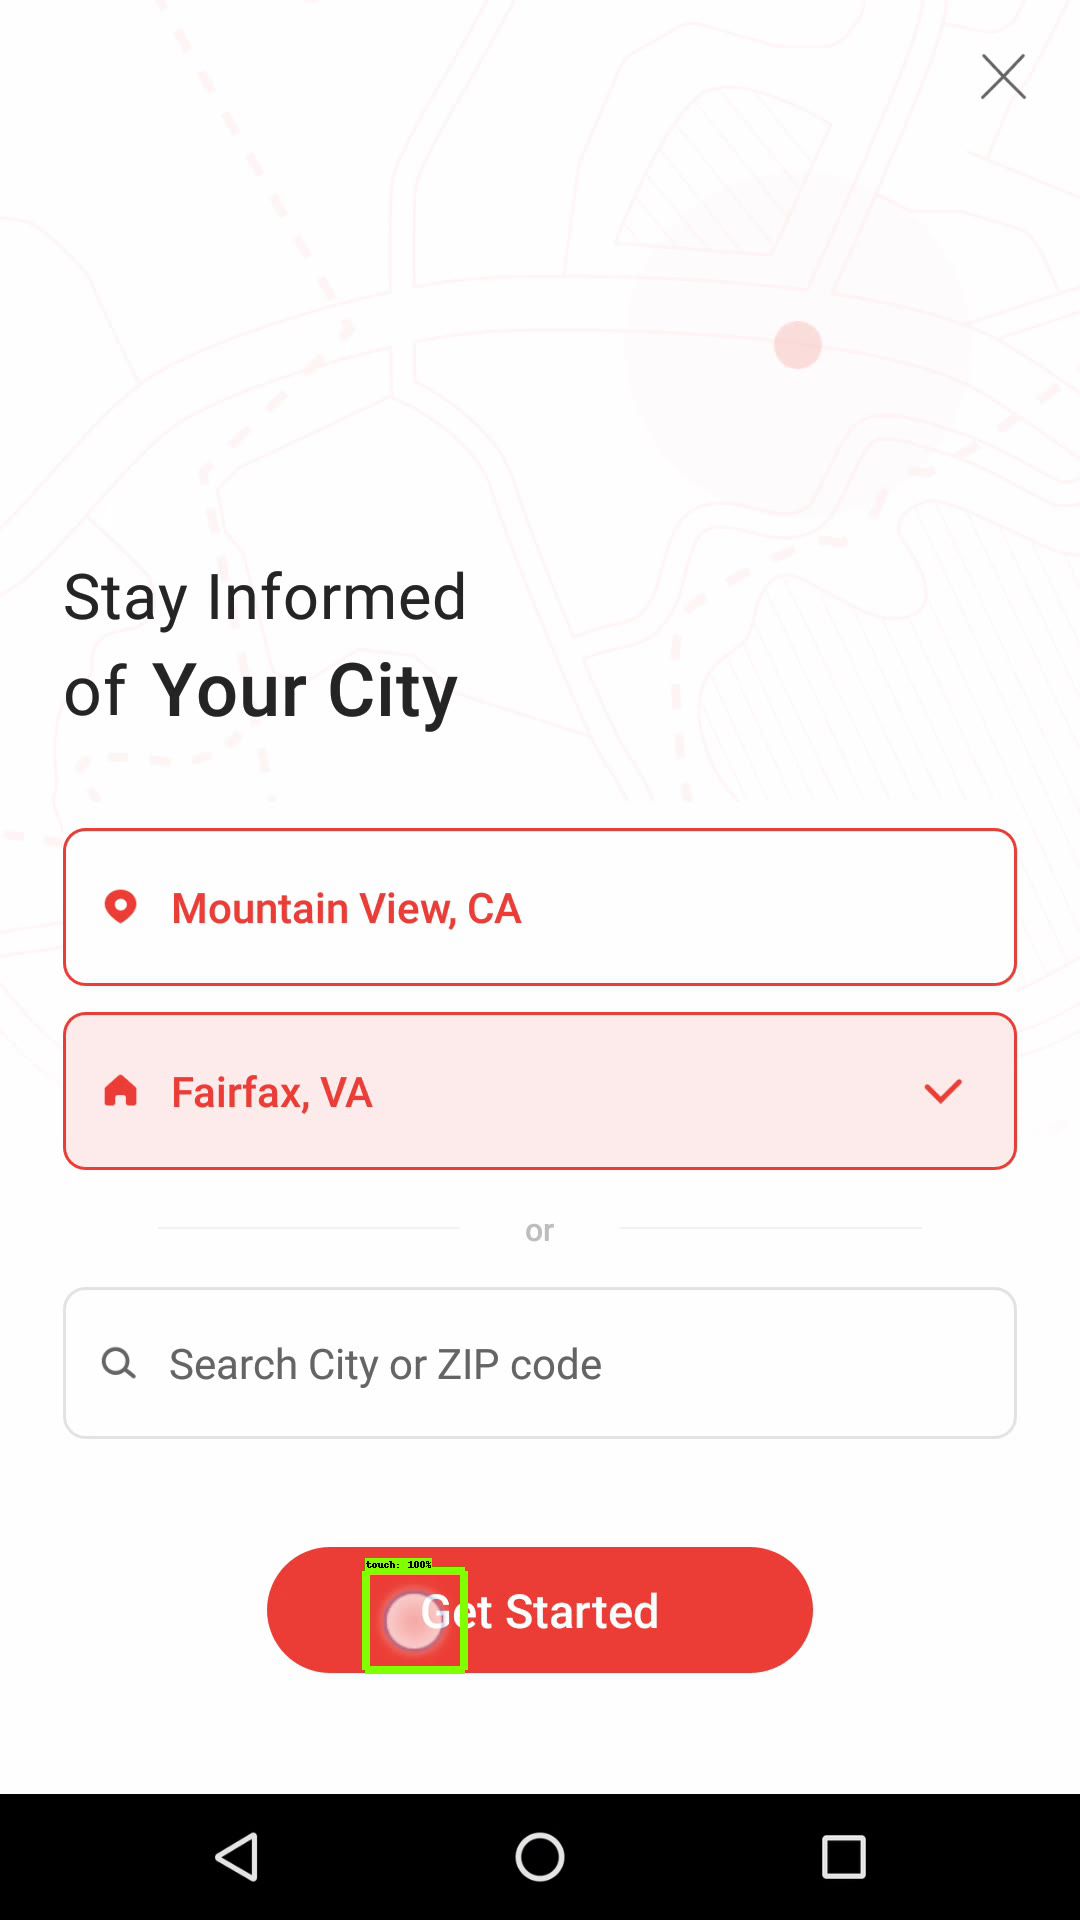 Stay Informed
of Your City
Mountain View, CA
Fairfax, VA
or
Search City or ZIP code
touch: 100%
Get Started